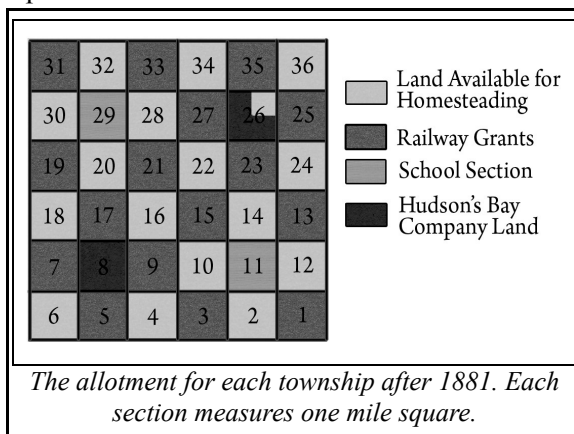 31 32 33 34 35 36
30 29 28 27 26 25
19 20 21 22 23 24
18 17 16 15 14 13
7 8 9 10 11 12
6 5 4 3 2 1
Land Available for
Homesteading
Railway Grants
School Section
Hudson's Bay
Company Land
The allotment for each township after 1881. Each
section measures one mile square.